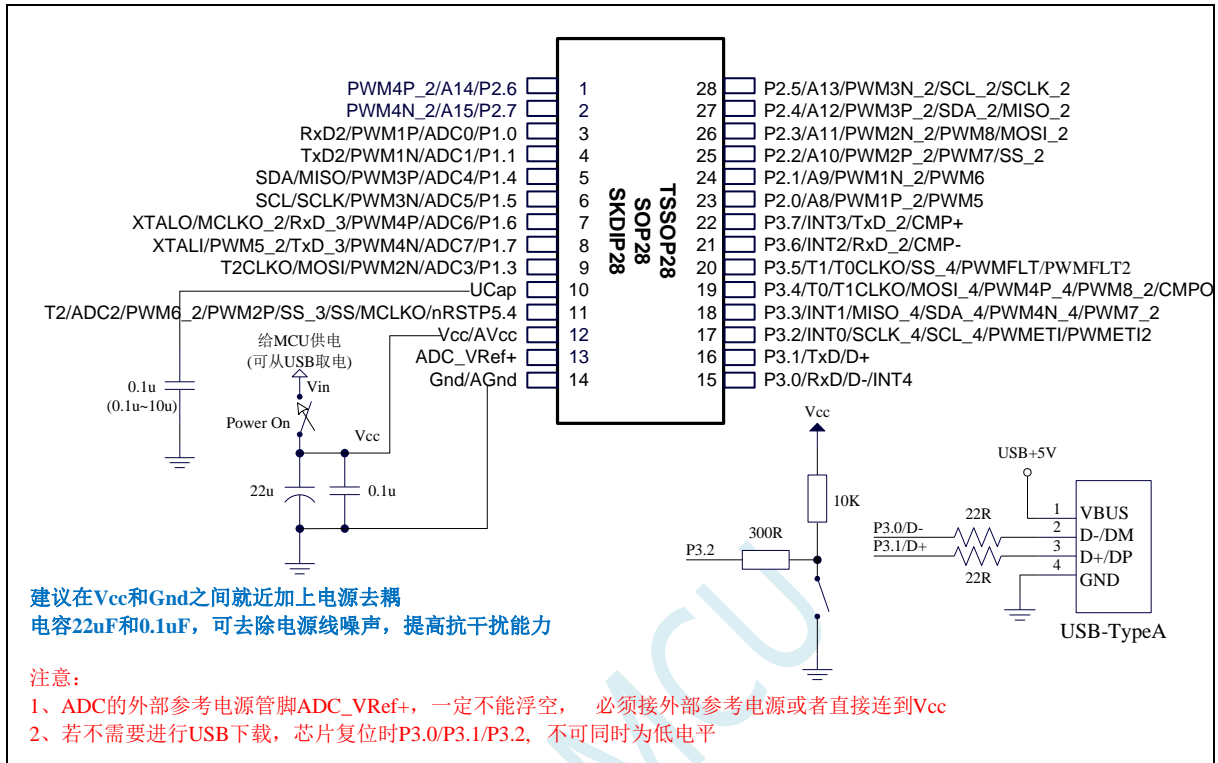 PWM4P_2/A14/P2.6 1
PWM4N_2/A15/P2.7 2
RxD2/PWM1P/ADC0/P1.0 3
TxD2/PWM1N/ADC1/P1.1 4
SDA/MISO/PWM3P/ADC4/P1.4 5
SCL/SCLK/PWM3N/ADC5/P1.5 6
XTALO/MCLKO_2/RxD_3/PWM4P/ADC6/P1.6 7
XTALI/PWM5_2/TxD_3/PWM4N/ADC7/P1.7 8
T2CLKO/MOSI/PWM2N/ADC3/P1.3 9
UCap 10
T2/ADC2/PWM6_2/PWM2P/SS_3/SS/MCLKO/nRSTP5.4 11
Vcc/AVcc 12
ADC_VRef+ 13
Gnd/AGnd 14
TSSOP28
SOP28
SKDIP28
28 P2.5/A13/PWM3N_2/SCL_2/SCLK_2
27 P2.4/A12/PWM3P_2/SDA_2/MISO_2
26 P2.3/A11/PWM2N_2/PWM8/MOSI_2
25 P2.2/A10/PWM2P_2/PWM7/SS_2
24 P2.1/A9/PWM1N_2/PWM6
23 P2.0/A8/PWM1P_2/PWM5
22 P3.7/INT3/TxD_2/CMP+
21 P3.6/INT2/RxD_2/CMP-
20 P3.5/T1/T0CLKO/SS_4/PWMFLT/PWMFLT2
19 P3.4/T0/T1CLKO/MOSI_4/PWM4P_4/PWM8_2/CMPO
18 P3.3/INT1/MISO_4/SDA_4/PWM4N_4/PWM7_2
17 P3.2/INT0/SCLK_4/SCL_4/PWMETI/PWMETI2
16 P3.1/TxD/D+
15 P3.0/RxD/D-/INT4
给MCU供电
(可从USB取电)
Vin
0.1u
(0.1u~10u)
Power On
Vcc
22u
0.1u
Vcc
10K
300R
P3.2
USB+5V
22R
P3.0/D-
P3.1/D+
22R
1 VBUS
2 D-/DM
3 D+/DP
4 GND
USB-TypeA
建议在Vcc和Gnd之间就近加上电源去耦
电容22uF和0.1uF，可去除电源线噪声，提高抗干扰能力
注意：
1、ADC的外部参考电源管脚ADC_VRef+，一定不能浮空， 必须接外部参考电源或者直接连到Vcc
2、若不需要进行USB下载，芯片复位时P3.0/P3.1/P3.2, 不可同时为低电平
MCU